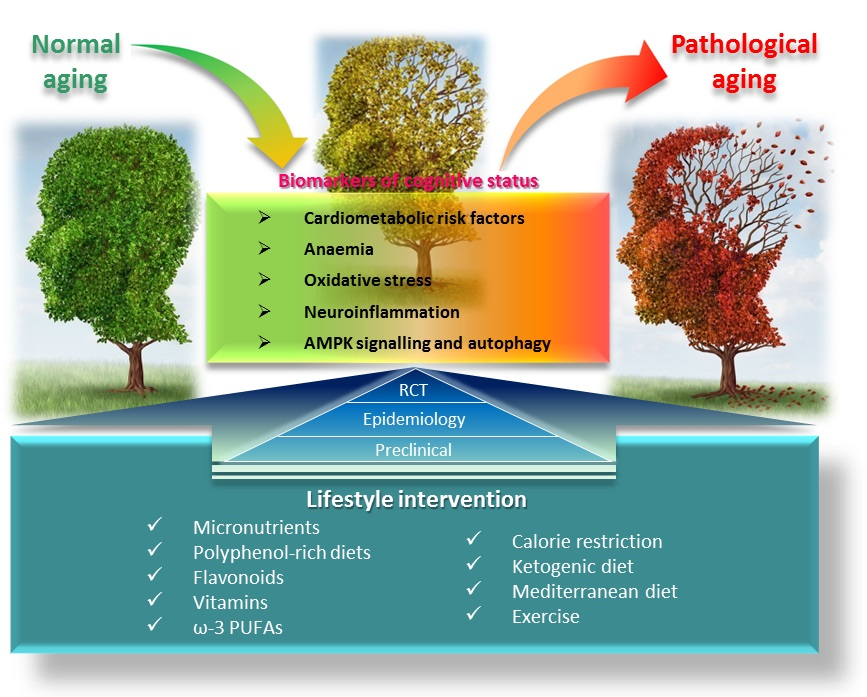 Normal
aging
Pathological
aging
Biomarkers of cognitive status
➢ Cardiometabolic risk factors
➢ Anaemia
➢ Oxidative stress
➢ Neuroinflammation
➢ AMPK signalling and autophagy
RCT
Epidemiology
Preclinical
Lifestyle intervention
✓ Micronutrients
✓ Polyphenol-rich diets
✓ Flavonoids
✓ Vitamins
✓ ω-3 PUFAs
✓ Calorie restriction
✓ Ketogenic diet
✓ Mediterranean diet
✓ Exercise